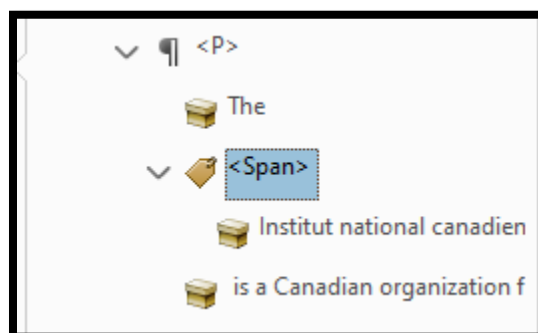 <P>
The
<Span>
Institut national canadien
is a Canadian organization f